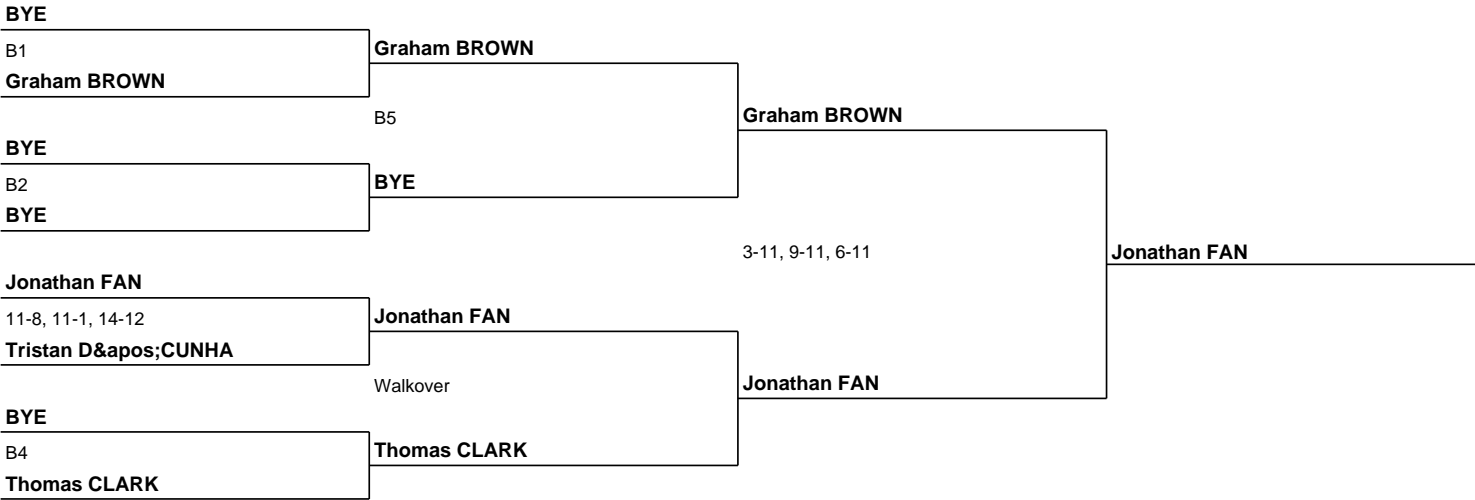 BYE
B1
Graham BROWN
Graham BROWN
B5
Graham BROWN
BYE
B2
BYE
BYE
3-11, 9-11, 6-11
Jonathan FAN
Jonathan FAN
11-8, 11-1, 14-12
Jonathan FAN
Tristan D&apos;CUNHA
Walkover
Jonathan FAN
BYE
B4
Thomas CLARK
Thomas CLARK